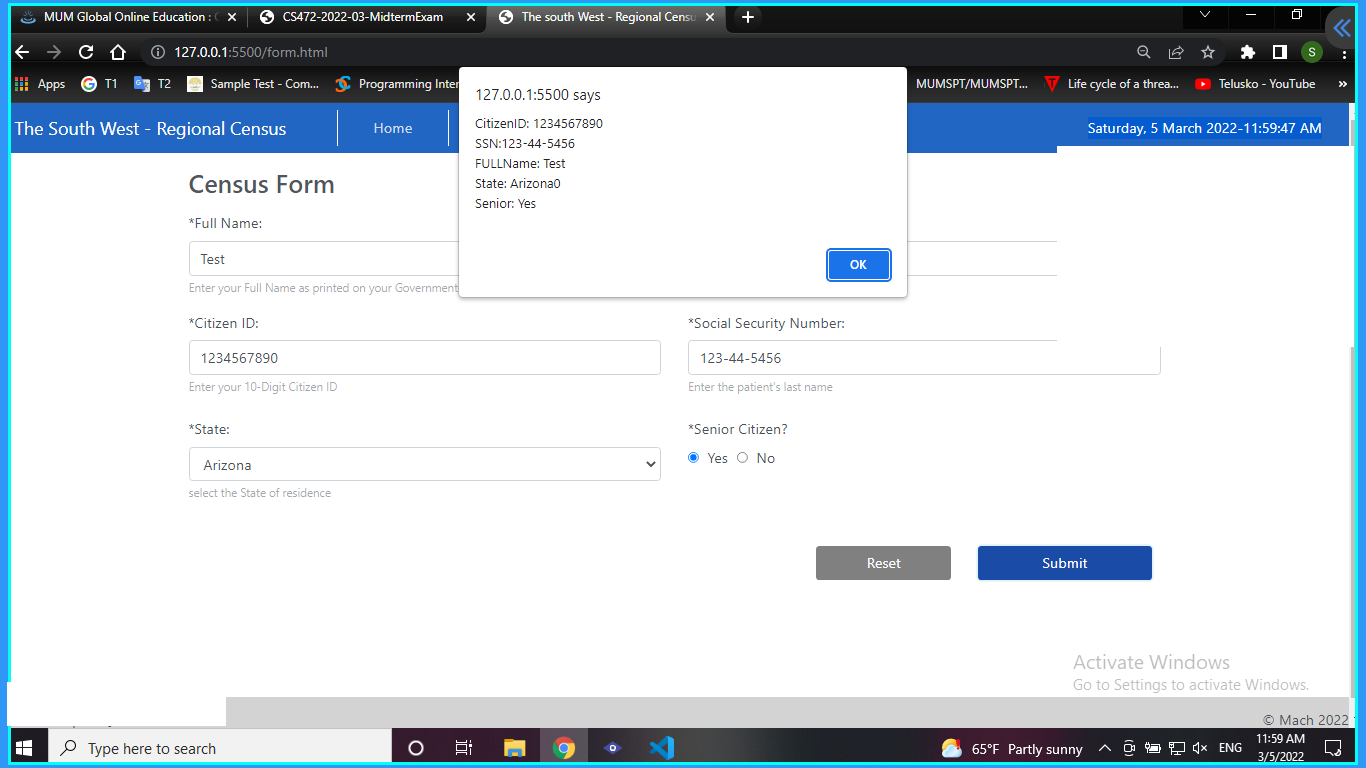 MUM Global Online Education :
CS472-2022-03-MidtermExam
The south West - Regional Censu
127.0.0.1:5500/form.html
S
Apps
T1
T2
Sample Test - Com...
Programming Inter
MUMSPT/MUMSPT...
Life cycle of a threa...
Telusko - YouTube
»
127.0.0.1:5500 says
CitizenID: 1234567890
SSN:123-44-5456
FULLName: Test
State: Arizona0
Senior: Yes
OK
The South West - Regional Census
Home
Saturday, 5 March 2022-11:59:47 AM
Census Form
*Full Name:
Test
Enter your Full Name as printed on your Government
*Citizen ID:
1234567890
Enter your 10-Digit Citizen ID
*Social Security Number:
123-44-5456
Enter the patient's last name
*State:
Arizona
select the State of residence
*Senior Citizen?
Yes No
Reset
Submit
Activate Windows
Go to Settings to activate Windows.
© Mach 2022
Type here to search
65°F Partly sunny
ENG
11:59 AM
3/5/2022